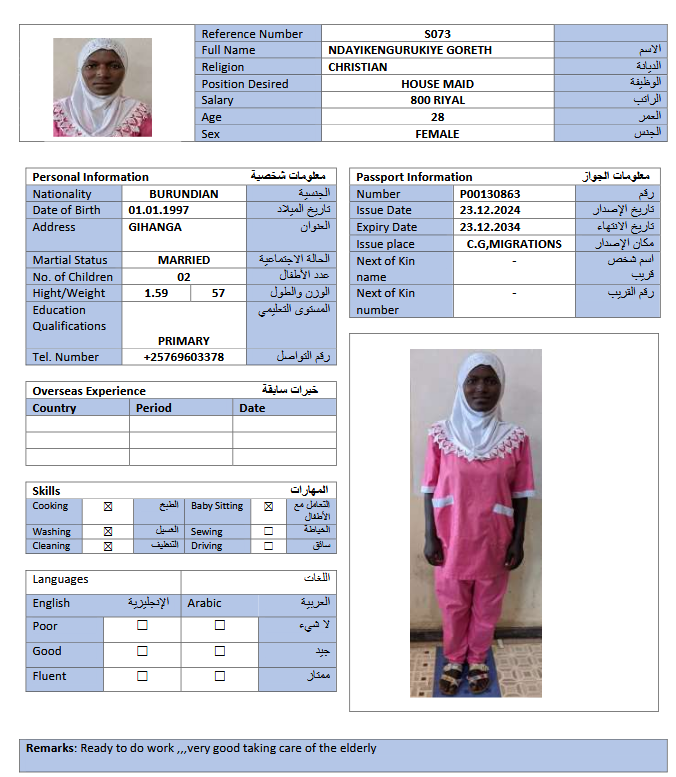 Reference Number S073
Full Name NDAYIKENGURUKIYE GORETH الاسم
Religion CHRISTIAN الديانة
Position Desired HOUSE MAID الوظيفة
Salary 800 RIYAL الراتب
Age 28 العمر
Sex FEMALE الجنس
Personal Information معلومات شخصية
Nationality BURUNDIAN الجنسية
Date of Birth 01.01.1997 تاريخ الميلاد
Address GIHANGA العنوان
Martial Status MARRIED الحالة الاجتماعية
No. of Children 02 عدد الأطفال
Hight/Weight 1.59 57 الوزن والطول
Education Qualifications PRIMARY المستوى التعليمي
Tel. Number +25769603378 رقم التواصل
Passport Information معلومات الجواز
Number P00130863 رقم
Issue Date 23.12.2024 تاريخ الإصدار
Expiry Date 23.12.2034 تاريخ الانتهاء
Issue place C.G,MIGRATIONS مكان الإصدار
Next of Kin name - اسم شخص قريب
Next of Kin number - رقم القريب
Overseas Experience خبرات سابقة
Country Period Date
Skills المهارات
Cooking ☒ الطبخ Baby Sitting ☒ التعامل مع الأطفال
Washing ☒ الغسيل Sewing ☐ الخياطة
Cleaning ☒ التنظيف Driving ☐ سائق
Languages اللغات
English الإنجليزية Arabic العربية
Poor ☐ ☐ لا شيء
Good ☐ ☐ جيد
Fluent ☐ ☐ ممتاز
Remarks: Ready to do work ,,,very good taking care of the elderly